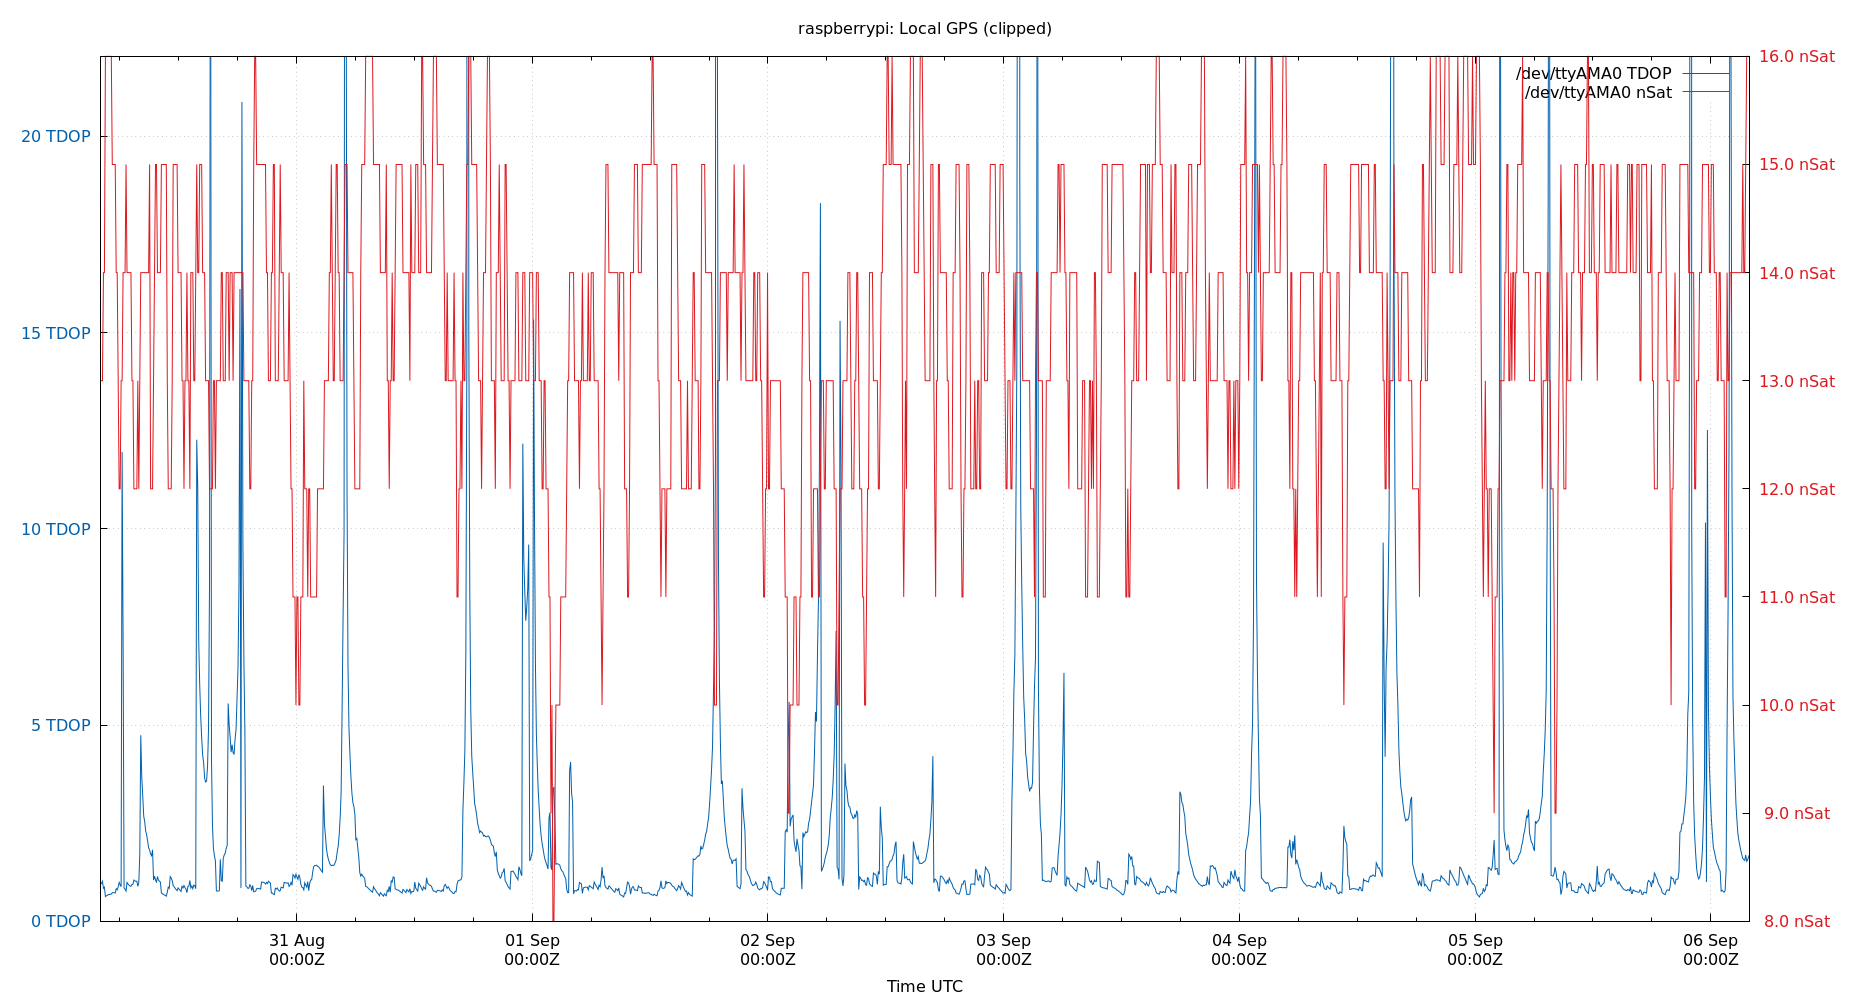 raspberrypi: Local GPS (clipped)
16.0 nSat
/dev/ttyAMA0 TDOP
/dev/ttyAMA0 nSat
20 TDOP
15.0 nSat
14.0 nSat
15 TDOP
13.0 nSat
12.0 nSat
10 TDOP
11.0 nSat
10.0 nSat
5 TDOP
9.0 nSat
0 TDOP
8.0 nSat
31 Aug
00:00Z
01 Sep
00:00Z
02 Sep
00:00Z
03 Sep
00:00Z
04 Sep
00:00Z
05 Sep
00:00Z
06 Sep
00:00Z
Time UTC